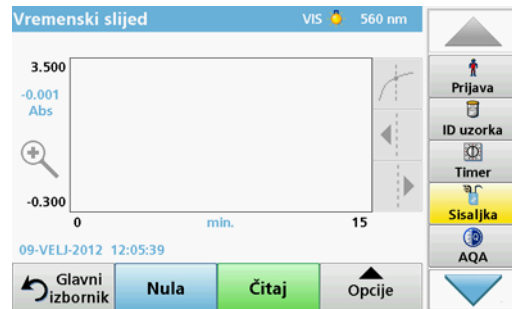 Vremenski slijed VIS 560 nm
3.500
-0.001
Abs
-0.300
0 min. 15
09-VELJ-2012 12:05:39
Glavni
izbornik
Nula
Čitaj
Opcije
Prijava
ID uzorka
Timer
Sisaljka
AQA